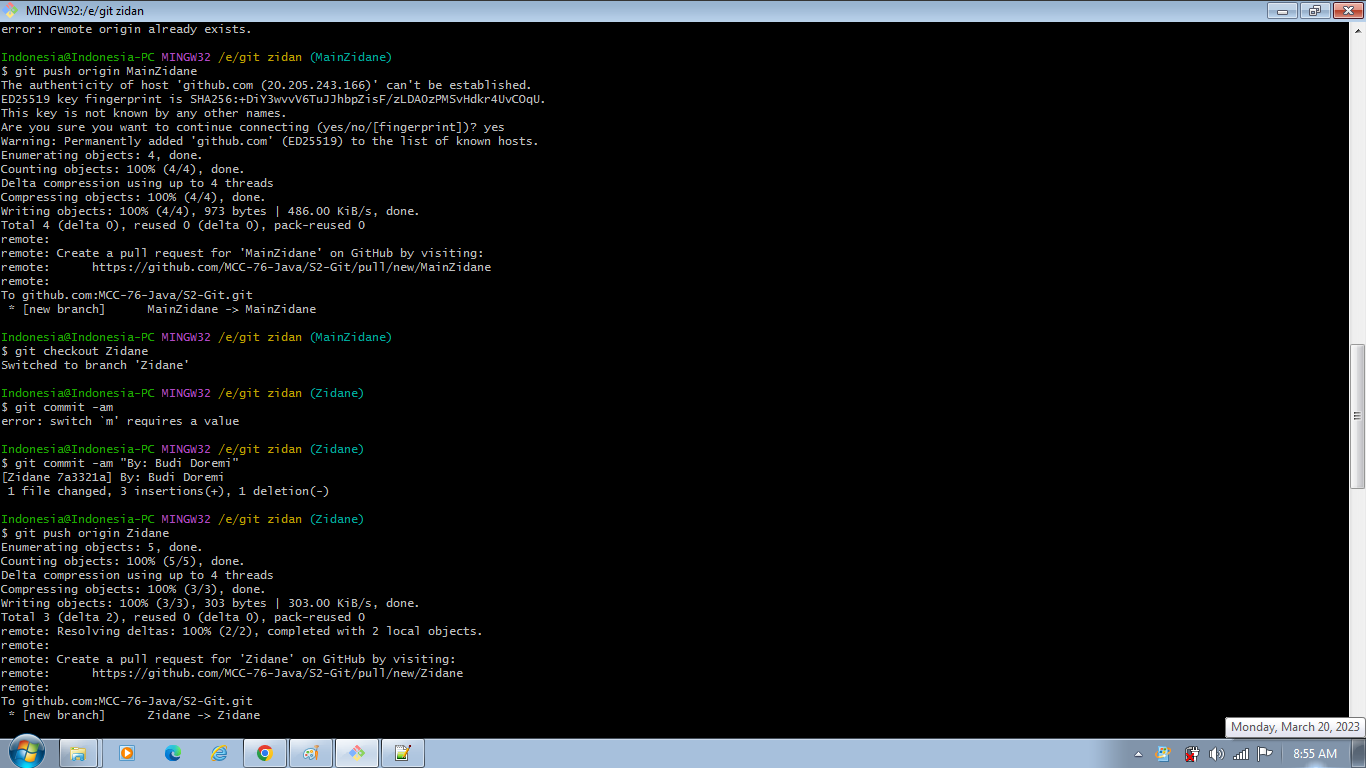 MINGW32:/e/git zidan
error: remote origin already exists.
Indonesia@Indonesia-PC MINGW32 /e/git zidan (MainZidane)
$ git push origin MainZidane
The authenticity of host 'github.com (20.205.243.166)' can't be established.
ED25519 key fingerprint is SHA256:+DiY3wvvV6TuJJhbpZisF/zLDA0zPMSvHdkr4UvCOqU.
This key is not known by any other names.
Are you sure you want to continue connecting (yes/no/[fingerprint])? yes
Warning: Permanently added 'github.com' (ED25519) to the list of known hosts.
Enumerating objects: 4, done.
Counting objects: 100% (4/4), done.
Delta compression using up to 4 threads
Compressing objects: 100% (4/4), done.
Writing objects: 100% (4/4), 973 bytes | 486.00 KiB/s, done.
Total 4 (delta 0), reused 0 (delta 0), pack-reused 0
remote:
remote: Create a pull request for 'MainZidane' on GitHub by visiting:
remote:      https://github.com/MCC-76-Java/S2-Git/pull/new/MainZidane
remote:
To github.com:MCC-76-Java/S2-Git.git
 * [new branch]      MainZidane -> MainZidane
Indonesia@Indonesia-PC MINGW32 /e/git zidan (MainZidane)
$ git checkout Zidane
Switched to branch 'Zidane'
Indonesia@Indonesia-PC MINGW32 /e/git zidan (Zidane)
$ git commit -am
error: switch `m' requires a value
Indonesia@Indonesia-PC MINGW32 /e/git zidan (Zidane)
$ git commit -am "By: Budi Doremi"
[Zidane 7a3321a] By: Budi Doremi
 1 file changed, 3 insertions(+), 1 deletion(-)
Indonesia@Indonesia-PC MINGW32 /e/git zidan (Zidane)
$ git push origin Zidane
Enumerating objects: 5, done.
Counting objects: 100% (5/5), done.
Delta compression using up to 4 threads
Compressing objects: 100% (3/3), done.
Writing objects: 100% (3/3), 303 bytes | 303.00 KiB/s, done.
Total 3 (delta 2), reused 0 (delta 0), pack-reused 0
remote: Resolving deltas: 100% (2/2), completed with 2 local objects.
remote:
remote: Create a pull request for 'Zidane' on GitHub by visiting:
remote:      https://github.com/MCC-76-Java/S2-Git/pull/new/Zidane
remote:
To github.com:MCC-76-Java/S2-Git.git
 * [new branch]      Zidane -> Zidane
Monday, March 20, 2023
8:55 AM